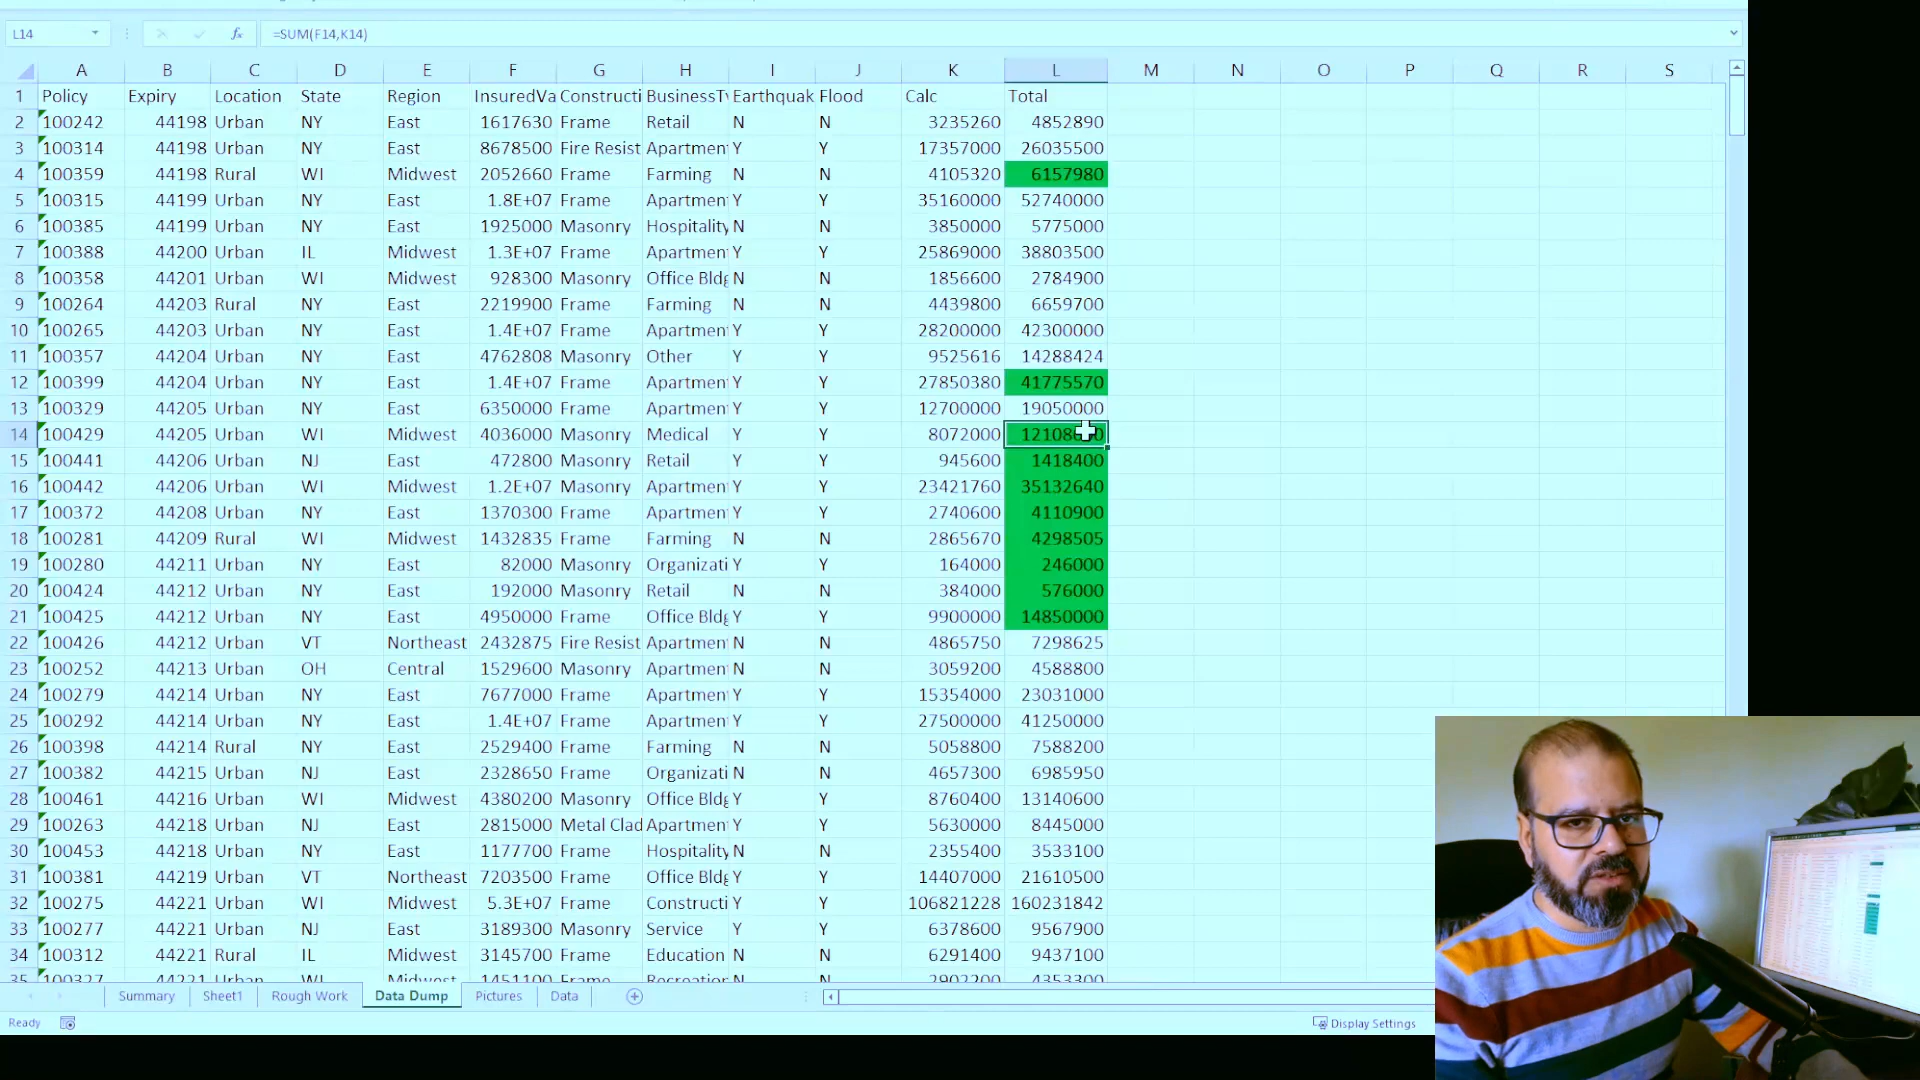 L14 fx =SUM(F14,K14)
A B C D E F G H I J K L M N O P Q R S
1 Policy Expiry Location State Region InsuredVa Constructi BusinessTy Earthquak Flood Calc Total
2 100242 44198 Urban NY East 1617630 Frame Retail N N 3235260 4852890
3 100314 44198 Urban NY East 8678500 Fire Resist Apartmen Y Y 17357000 26035500
4 100359 44198 Rural WI Midwest 2052660 Frame Farming N N 4105320 6157980
5 100315 44199 Urban NY East 1.8E+07 Frame Apartmen Y Y 35160000 52740000
6 100385 44199 Urban NY East 1925000 Masonry Hospitality N N 3850000 5775000
7 100388 44200 Urban IL Midwest 1.3E+07 Frame Apartmen Y Y 25869000 38803500
8 100358 44201 Urban WI Midwest 928300 Masonry Office Bldg N N 1856600 2784900
9 100264 44203 Rural NY East 2219900 Frame Farming N N 4439800 6659700
10 100265 44203 Urban NY East 1.4E+07 Frame Apartmen Y Y 28200000 42300000
11 100357 44204 Urban NY East 4762808 Masonry Other Y Y 9525616 14288424
12 100399 44204 Urban NY East 1.4E+07 Frame Apartmen Y Y 27850380 41775570
13 100329 44205 Urban NY East 6350000 Frame Apartmen Y Y 12700000 19050000
14 100429 44205 Urban WI Midwest 4036000 Masonry Medical Y Y 8072000
15 100441 44206 Urban NJ East 472800 Masonry Retail Y Y 945600 1418400
16 100442 44206 Urban WI Midwest 1.2E+07 Masonry Apartmen Y Y 23421760 35132640
17 100372 44208 Urban NY East 1370300 Frame Apartmen Y Y 2740600 4110900
18 100281 44209 Rural WI Midwest 1432835 Frame Farming N N 2865670 4298505
19 100280 44211 Urban NY East 82000 Masonry Organizati Y Y 164000 246000
20 100424 44212 Urban NY East 192000 Masonry Retail N N 384000 576000
21 100425 44212 Urban NY East 4950000 Frame Office Bldg Y Y 9900000 14850000
22 100426 44212 Urban VT Northeast 2432875 Fire Resist Apartmen N N 4865750 7298625
23 100252 44213 Urban OH Central 1529600 Masonry Apartmen N N 3059200 4588800
24 100279 44214 Urban NY East 7677000 Frame Apartmen Y Y 15354000 23031000
25 100292 44214 Urban NY East 1.4E+07 Frame Apartmen Y Y 27500000 41250000
26 100398 44214 Rural NY East 2529400 Frame Farming N N 5058800 7588200
27 100382 44215 Urban NJ East 2328650 Frame Organizati N N 4657300 6985950
28 100461 44216 Urban WI Midwest 4380200 Masonry Office Bldg Y Y 8760400 13140600
29 100263 44218 Urban NJ East 2815000 Metal Clad Apartmen Y Y 5630000 8445000
30 100453 44218 Urban NY East 1177700 Frame Hospitality N N 2355400 3533100
31 100381 44219 Urban VT Northeast 7203500 Frame Office Bldg Y Y 14407000 21610500
32 100275 44221 Urban WI Midwest 5.3E+07 Frame Constructi Y Y 106821228 160231842
33 100277 44221 Urban NJ East 3189300 Masonry Service Y Y 6378600 9567900
34 100312 44221 Rural IL Midwest 3145700 Frame Education N N 6291400 9437100
35 100327 44221 Urban WI Midwest 1451100 Frame Recreation N N 2902200 4353300
Summary Sheet1 Rough Work Data Dump Pictures Data
Ready Display Settings